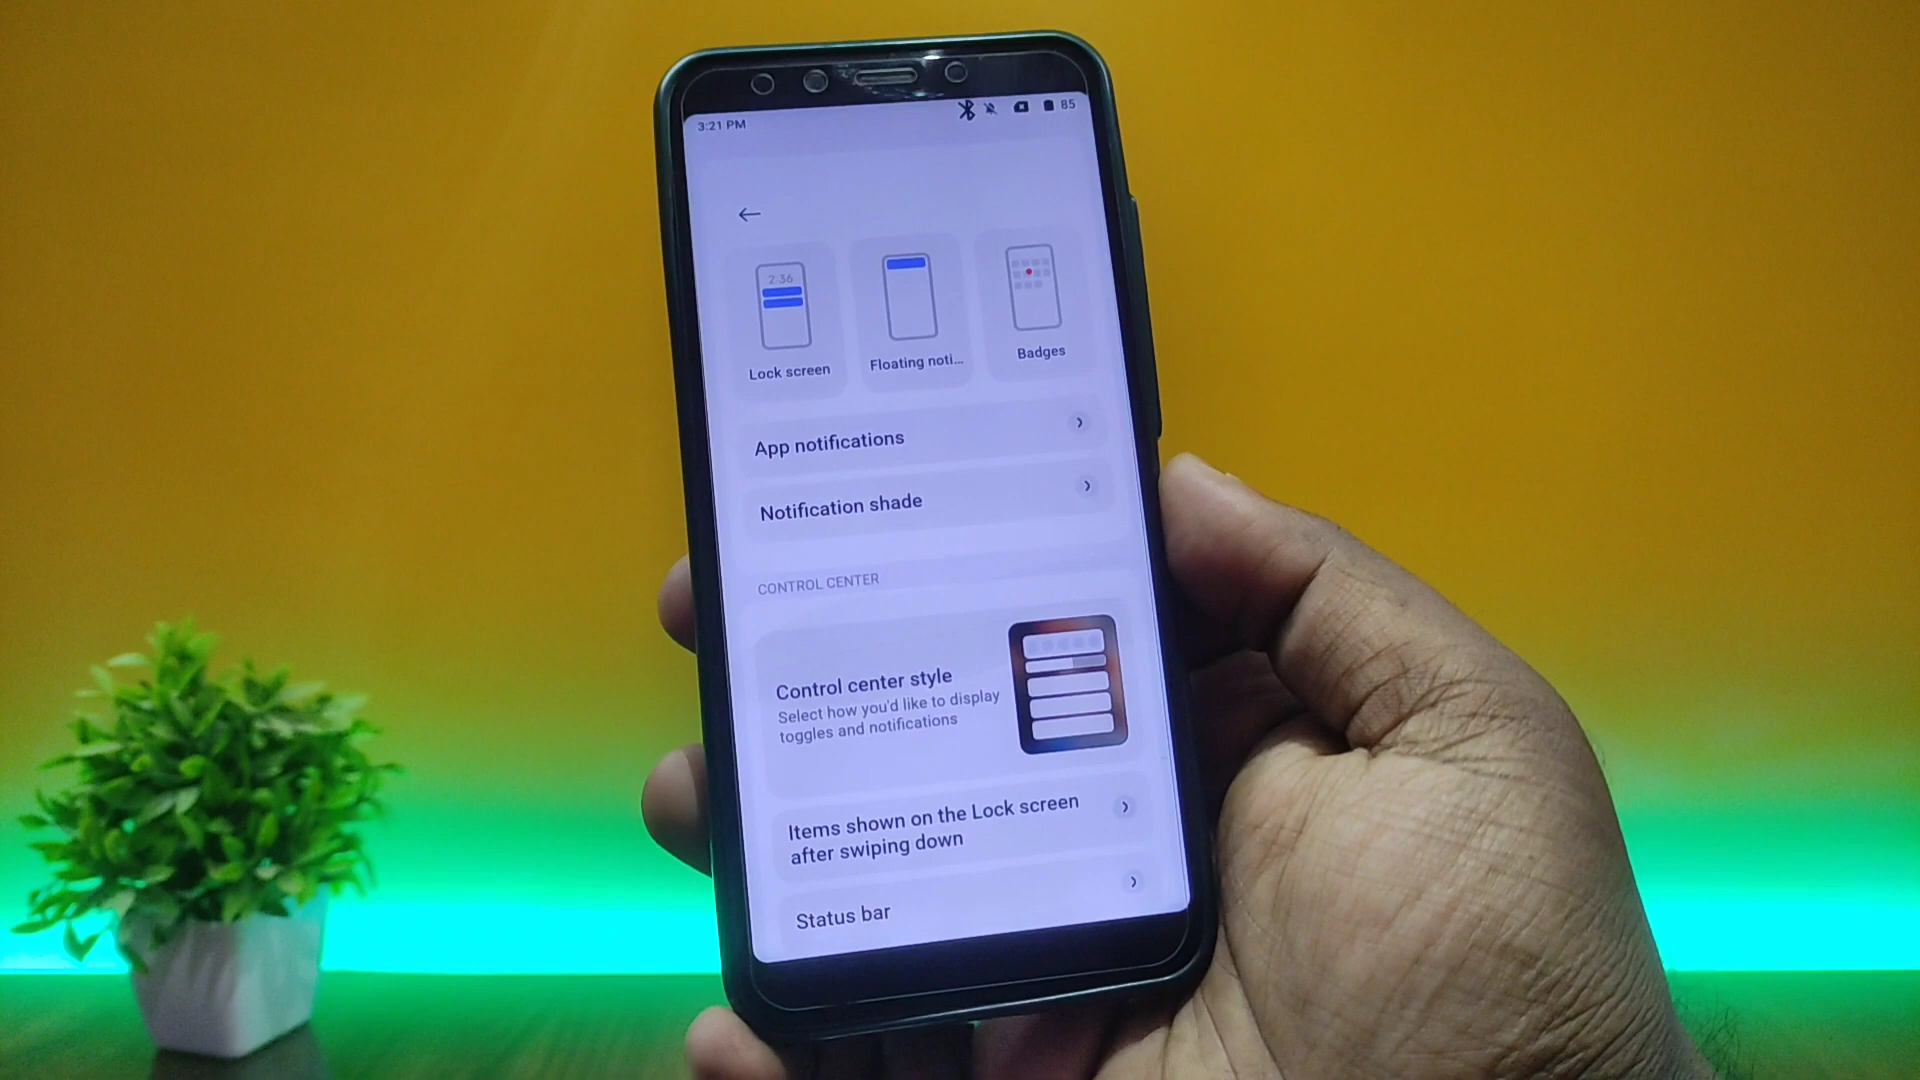 3:21 PM
85
2:36
Lock screen
Floating noti...
Badges
App notifications
Notification shade
CONTROL CENTER
Control center style
Select how you'd like to display
toggles and notifications
Items shown on the Lock screen
after swiping down
Status bar